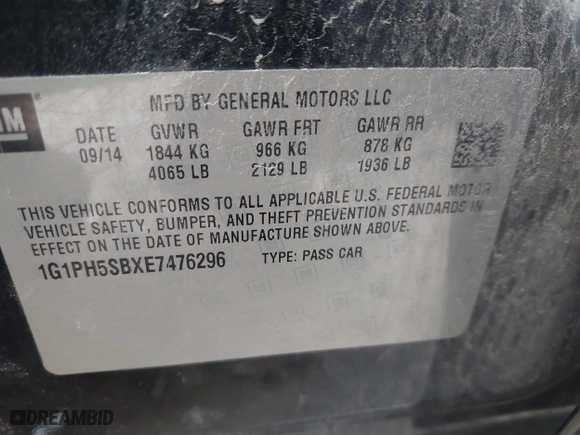 GM
MFD BY GENERAL MOTORS LLC
DATE GVWR GAWR FRT GAWR RR
09/14 1844 KG 966 KG 878 KG
4065 LB 2129 LB 1936 LB
THIS VEHICLE CONFORMS TO ALL APPLICABLE U.S. FEDERAL MOTOR
VEHICLE SAFETY, BUMPER, AND THEFT PREVENTION STANDARDS IN
EFFECT ON THE DATE OF MANUFACTURE SHOWN ABOVE.
1G1PH5SBXE7476296 TYPE: PASS CAR
DREAMBID